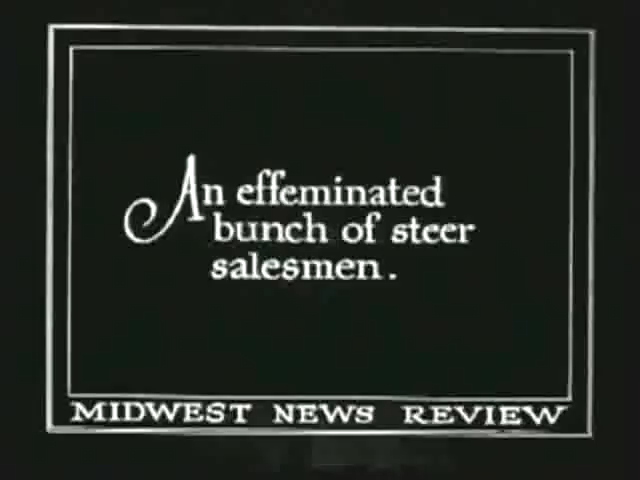 An effeminated
bunch of steer
salesmen.
MIDWEST NEWS REVIEW